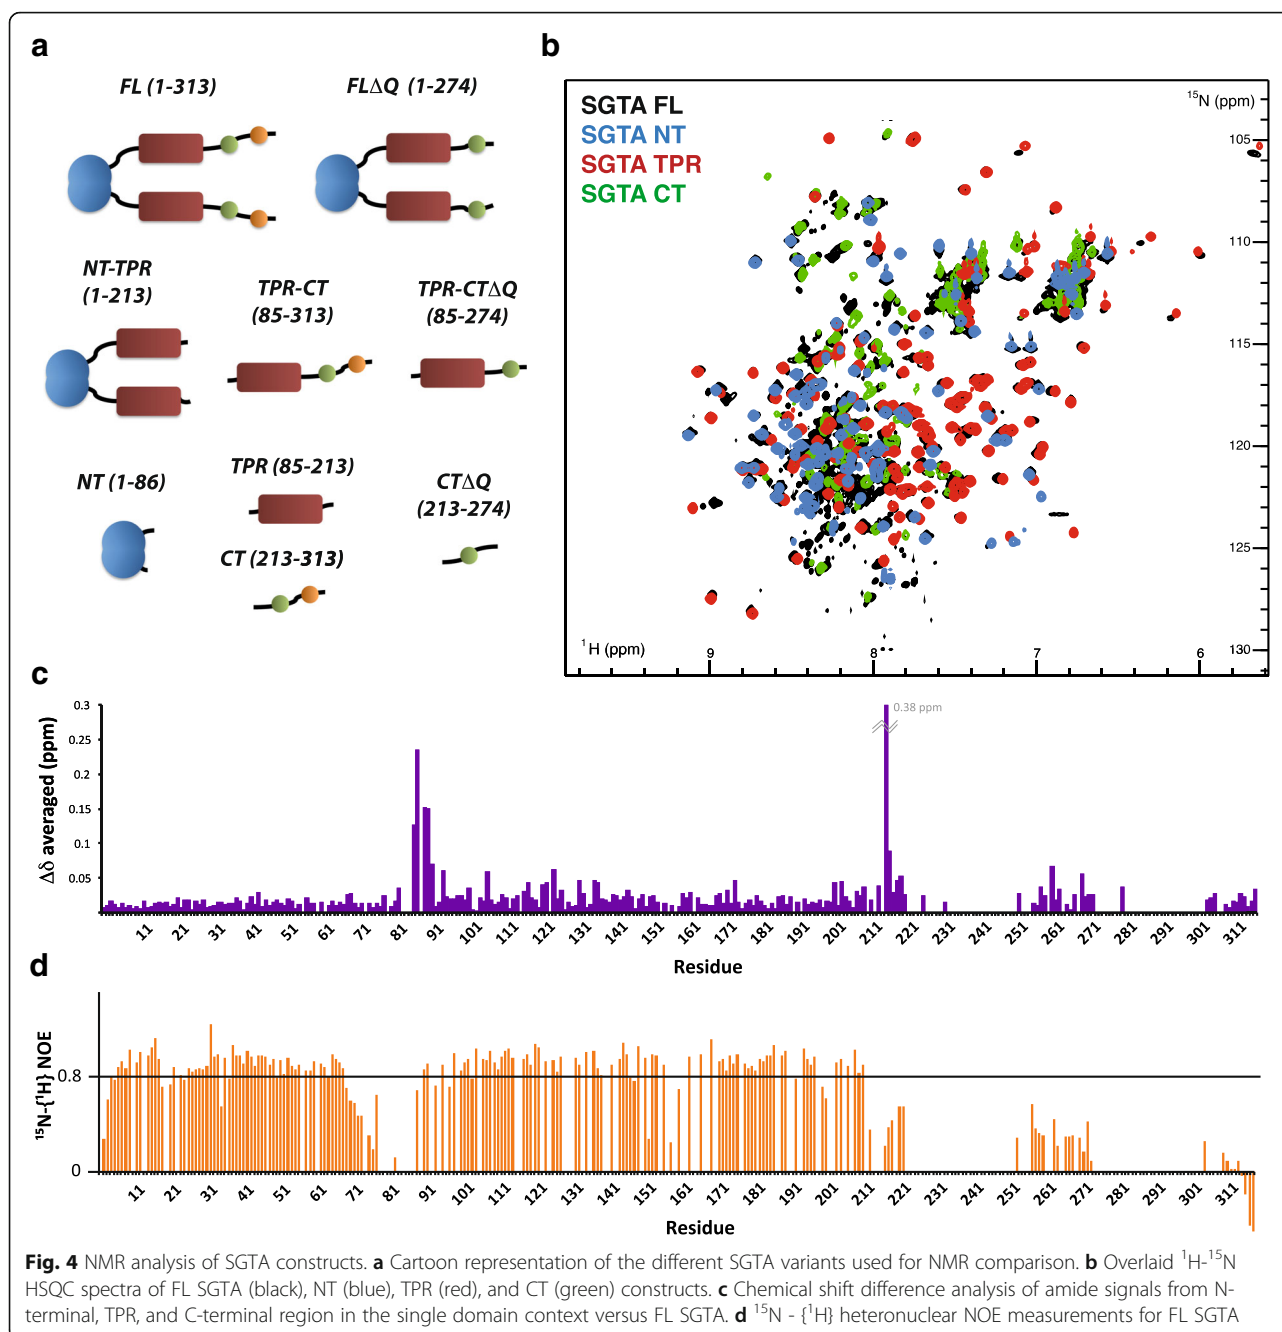 a
FL (1-313)
FLΔQ (1-274)
NT-TPR
(1-213)
TPR-CT
(85-313)
TPR-CTΔQ
(85-274)
NT (1-86)
TPR (85-213)
CTΔQ
(213-274)
CT (213-313)
b
SGTA FL
SGTA NT
SGTA TPR
SGTA CT
¹⁵N (ppm)
105
110
115
120
125
130
¹H (ppm)
9 8 7 6
c
0.3
0.25
0.2
0.15
0.1
0.05
Δδ averaged (ppm)
0.38 ppm
11 21 31 41 51 61 71 81 91 101 111 121 131 141 151 161 171 181 191 201 211 221 231 241 251 261 271 281 291 301 311
Residue
d
¹⁵N-{¹H} NOE
0.8
0
11 21 31 41 51 61 71 81 91 101 111 121 131 141 151 161 171 181 191 201 211 221 231 241 251 261 271 281 291 301 311
Residue
Fig. 4 NMR analysis of SGTA constructs. a Cartoon representation of the different SGTA variants used for NMR comparison. b Overlaid ¹H-¹⁵N
HSQC spectra of FL SGTA (black), NT (blue), TPR (red), and CT (green) constructs. c Chemical shift difference analysis of amide signals from N-
terminal, TPR, and C-terminal region in the single domain context versus FL SGTA. d ¹⁵N - {¹H} heteronuclear NOE measurements for FL SGTA